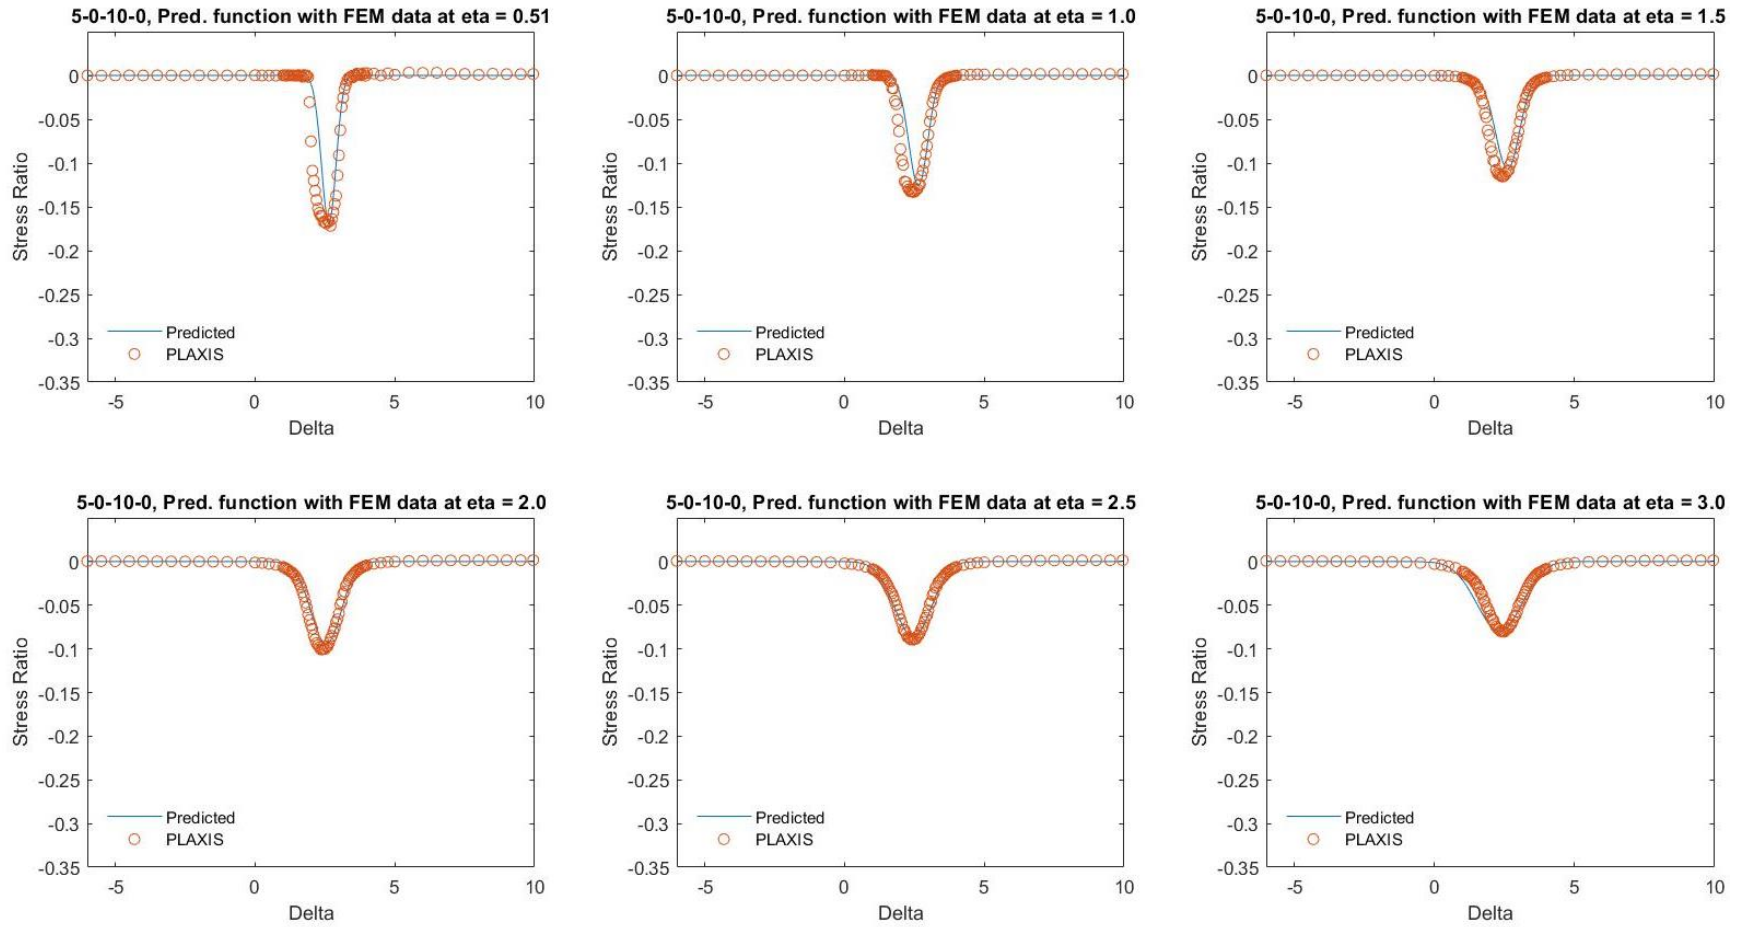 5-0-10-0, Pred. function with FEM data at eta = 0.51
0
-0.05
-0.1
-0.15
-0.2
-0.25
-0.3
-0.35
Stress Ratio
Predicted
PLAXIS
-5
0
5
10
Delta
5-0-10-0, Pred. function with FEM data at eta = 1.0
0
-0.05
-0.1
-0.15
-0.2
-0.25
-0.3
-0.35
Stress Ratio
Predicted
PLAXIS
-5
0
5
10
Delta
5-0-10-0, Pred. function with FEM data at eta = 1.5
0
-0.05
-0.1
-0.15
-0.2
-0.25
-0.3
-0.35
Stress Ratio
Predicted
PLAXIS
-5
0
5
10
Delta
5-0-10-0, Pred. function with FEM data at eta = 2.0
0
-0.05
-0.1
-0.15
-0.2
-0.25
-0.3
-0.35
Stress Ratio
Predicted
PLAXIS
-5
0
5
10
Delta
5-0-10-0, Pred. function with FEM data at eta = 2.5
0
-0.05
-0.1
-0.15
-0.2
-0.25
-0.3
-0.35
Stress Ratio
Predicted
PLAXIS
-5
0
5
10
Delta
5-0-10-0, Pred. function with FEM data at eta = 3.0
0
-0.05
-0.1
-0.15
-0.2
-0.25
-0.3
-0.35
Stress Ratio
Predicted
PLAXIS
-5
0
5
10
Delta